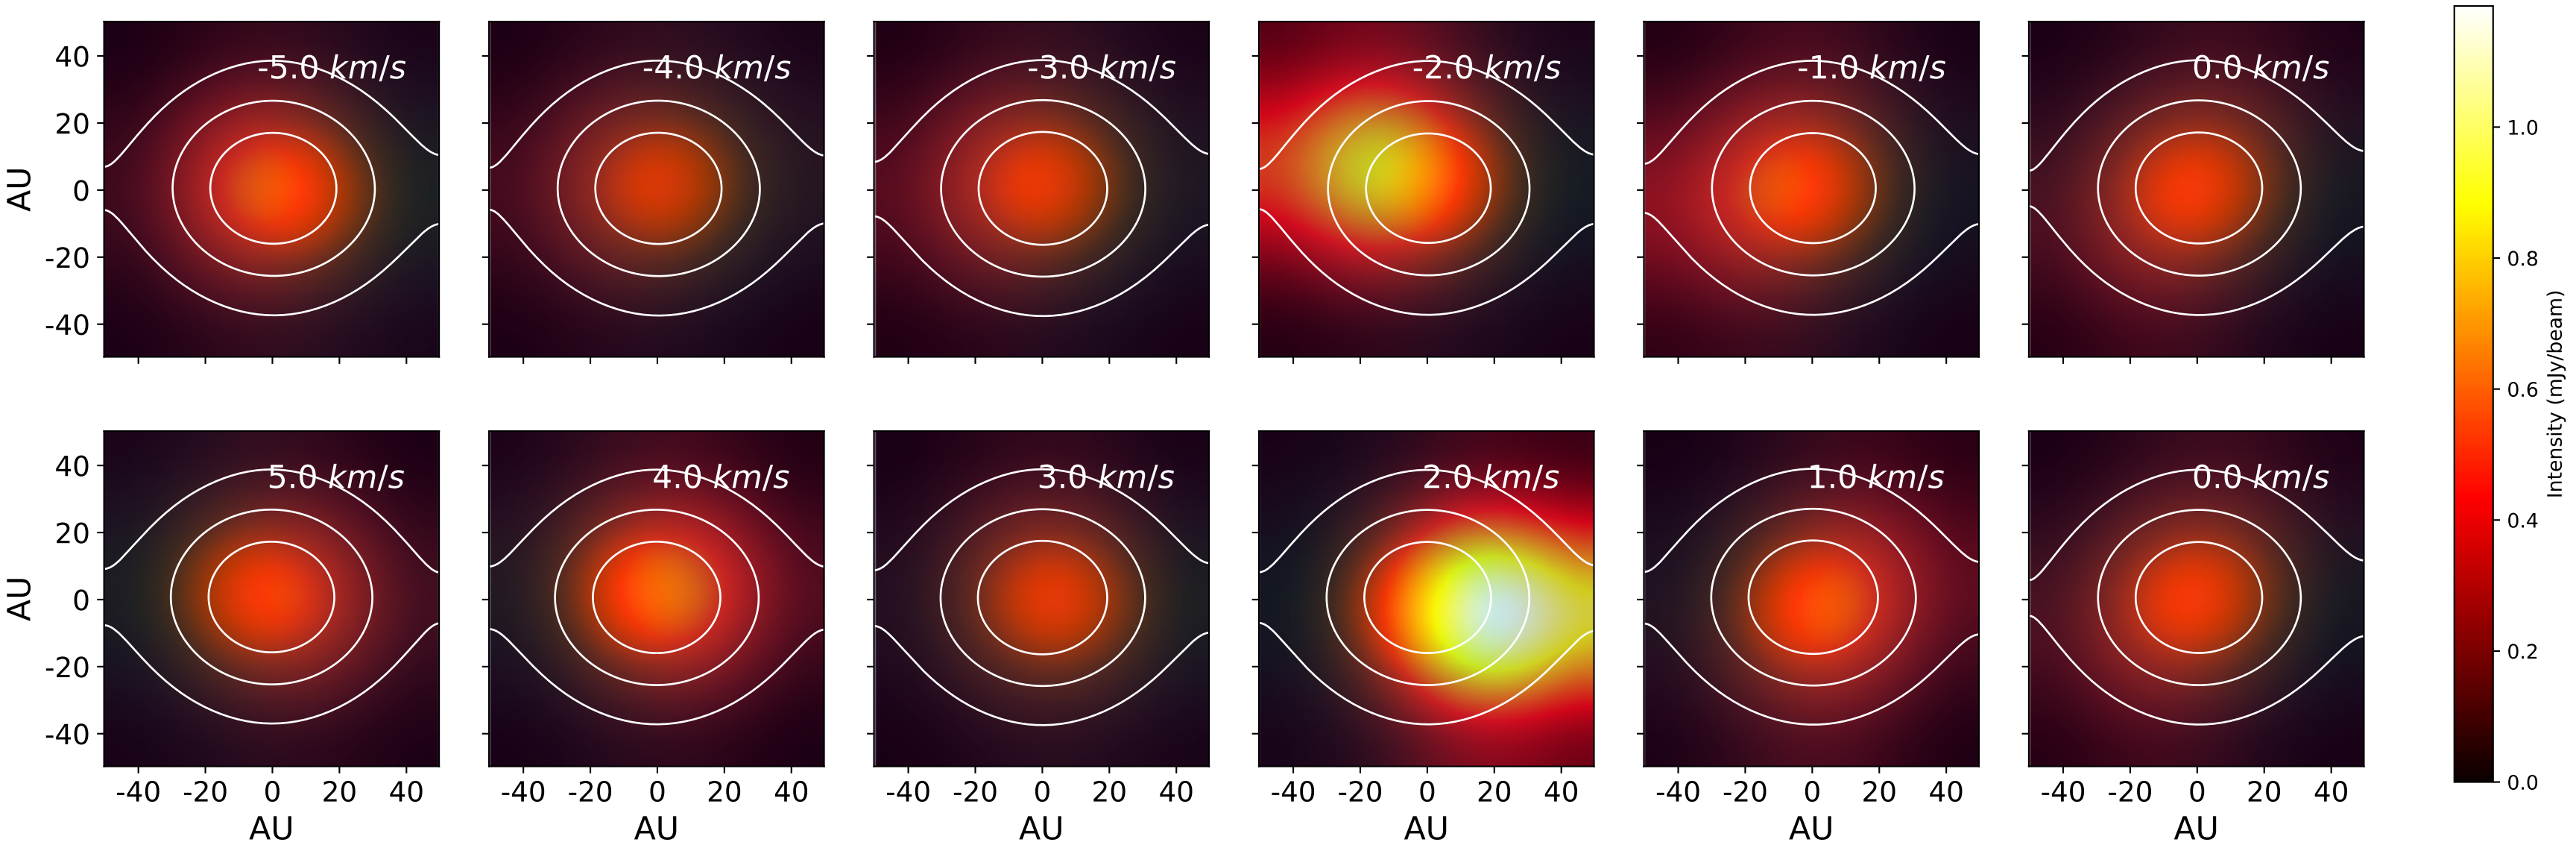 -5.0 km/s
-4.0 km/s
-3.0 km/s
-2.0 km/s
-1.0 km/s
0.0 km/s
40
20
0
-20
-40
AU
5.0 km/s
4.0 km/s
3.0 km/s
2.0 km/s
1.0 km/s
0.0 km/s
40
20
0
-20
-40
AU
-40 -20 0 20 40
-40 -20 0 20 40
-40 -20 0 20 40
-40 -20 0 20 40
-40 -20 0 20 40
-40 -20 0 20 40
AU
AU
AU
AU
AU
AU
1.0
0.8
0.6
0.4
0.2
0.0
Intensity (mJy/beam)